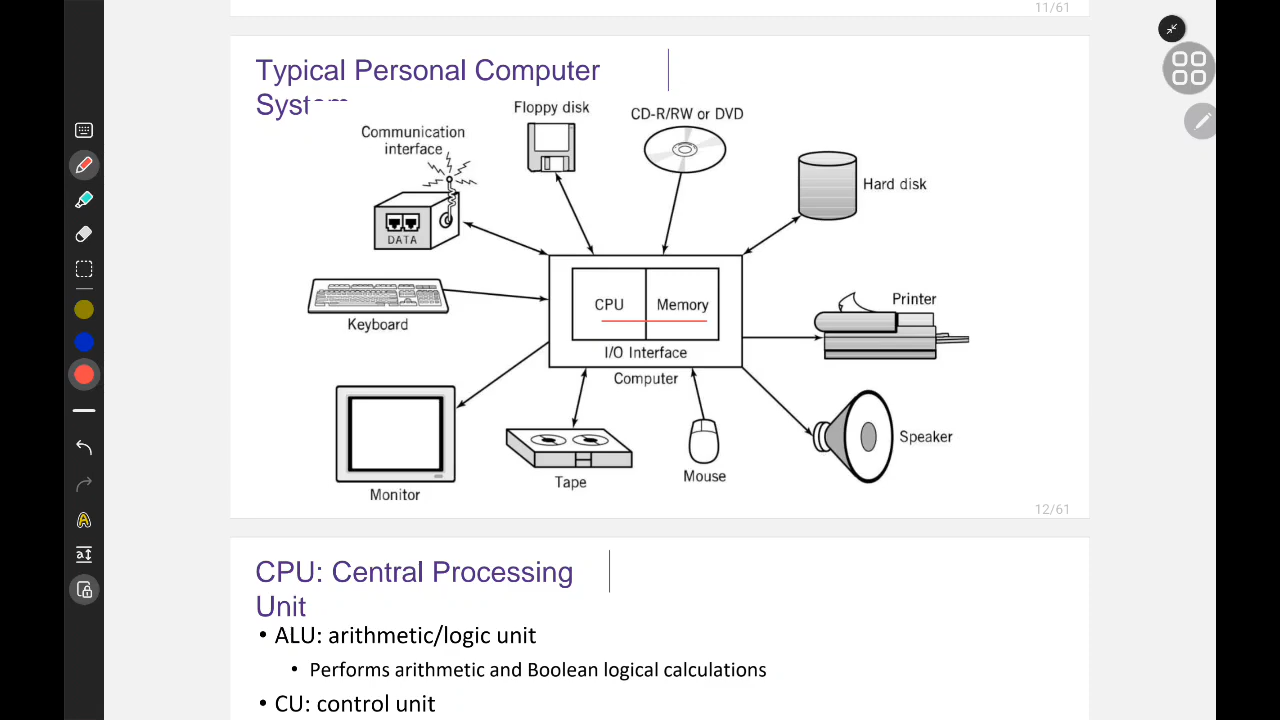 11/61
Typical Personal Computer
System
Floppy disk
CD-R/RW or DVD
Communication
interface
Hard disk
DATA
CPU
Memory
Printer
Keyboard
I/O Interface
Computer
Speaker
Mouse
Tape
Monitor
12/61
CPU: Central Processing
Unit
• ALU: arithmetic/logic unit
• Performs arithmetic and Boolean logical calculations
• CU: control unit